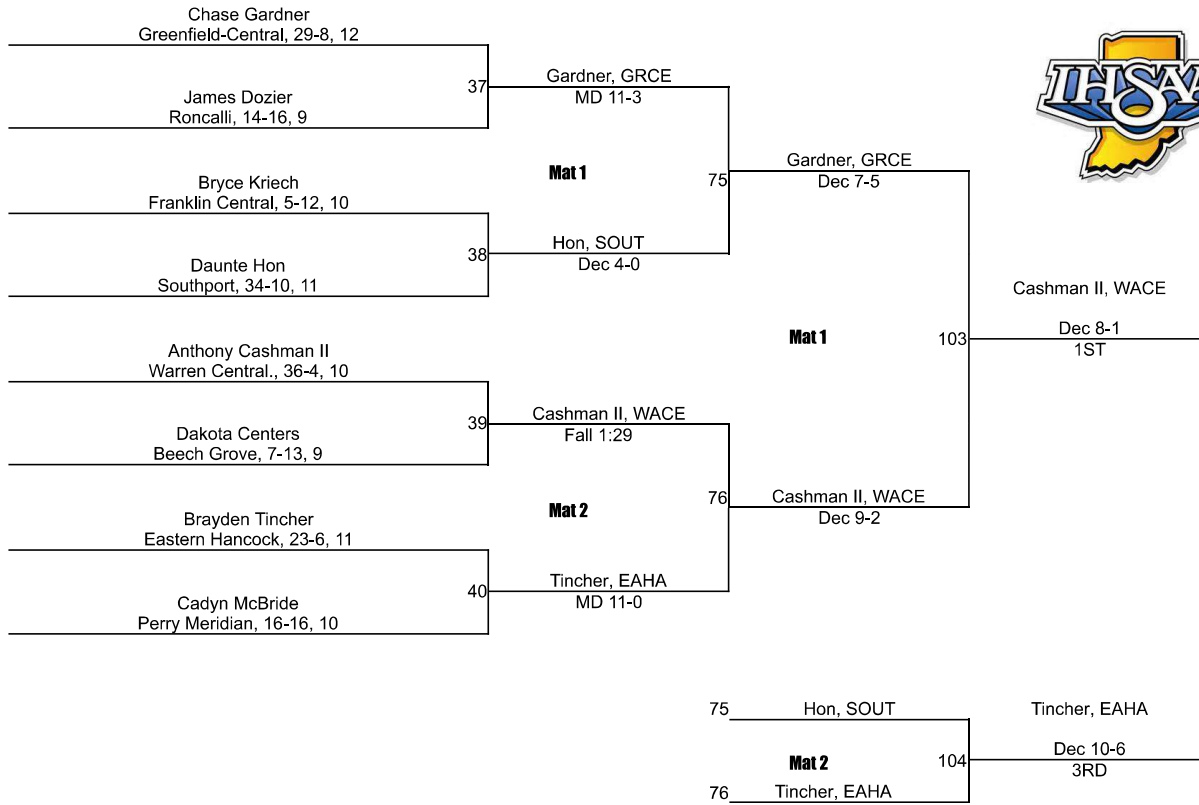 Chase Gardner
Greenfield-Central, 29-8, 12
James Dozier
Roncalli, 14-16, 9
37
Gardner, GRCE
MD 11-3
Bryce Kriech
Franklin Central, 5-12, 10
Daunte Hon
Southport, 34-10, 11
38
Hon, SOUT
Dec 4-0
Mat 1
75
Gardner, GRCE
Dec 7-5
Anthony Cashman II
Warren Central., 36-4, 10
Dakota Centers
Beech Grove, 7-13, 9
39
Cashman II, WACE
Fall 1:29
Brayden Tincher
Eastern Hancock, 23-6, 11
Cadyn McBride
Perry Meridian, 16-16, 10
40
Tincher, EAHA
MD 11-0
Mat 2
76
Cashman II, WACE
Dec 9-2
Mat 1
103
Cashman II, WACE
Dec 8-1
1ST
IHSAA
75
Hon, SOUT
Mat 2
76
Tincher, EAHA
104
Tincher, EAHA
Dec 10-6
3RD